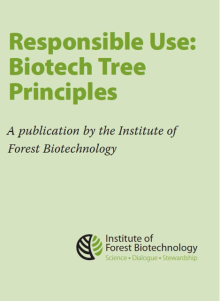 Responsible Use:
Biotech Tree
Principles
A publication by the Institute of
Forest Biotechnology
Institute of
Forest Biotechnology
Science • Dialogue • Stewardship